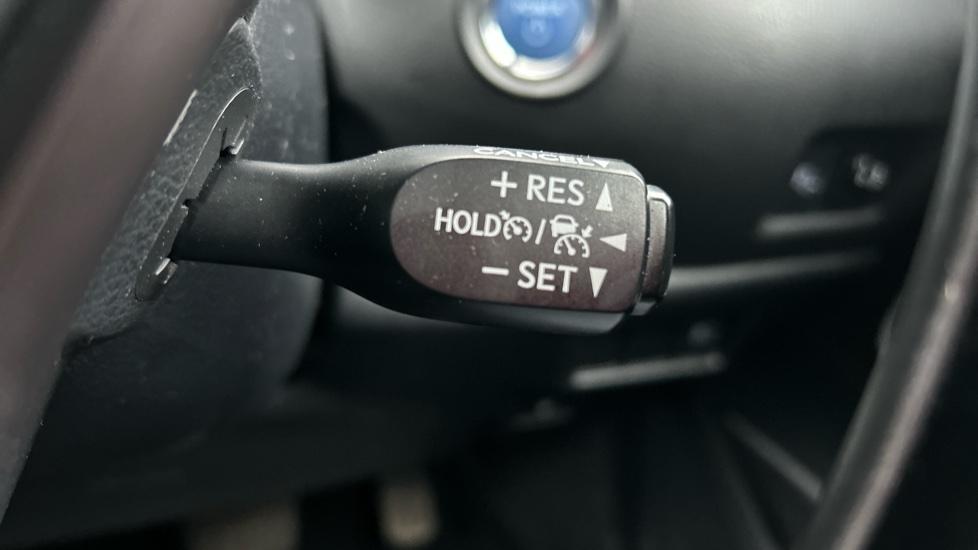 CANCEL
+ RES
HOLD /
− SET